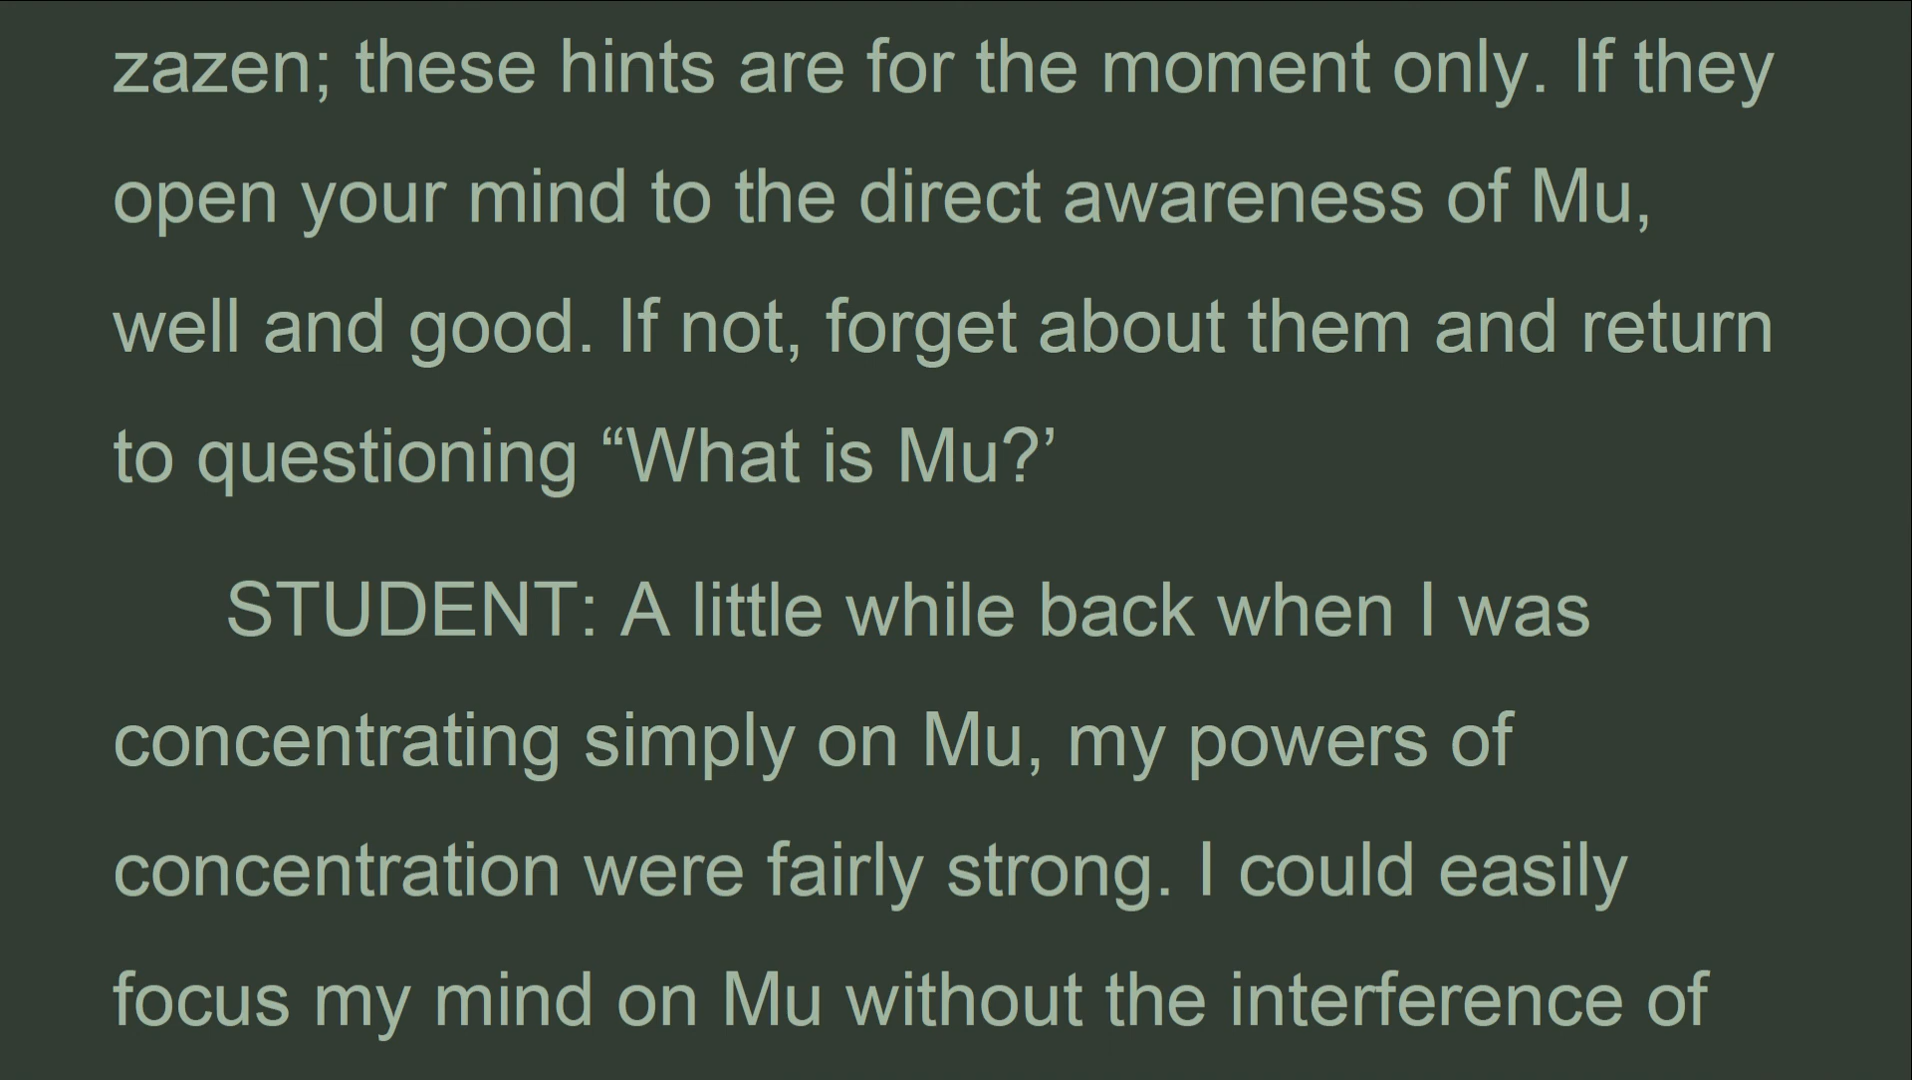 zazen; these hints are for the moment only. If they
open your mind to the direct awareness of Mu,
well and good. If not, forget about them and return
to questioning “What is Mu?’
STUDENT: A little while back when I was
concentrating simply on Mu, my powers of
concentration were fairly strong. I could easily
focus my mind on Mu without the interference of